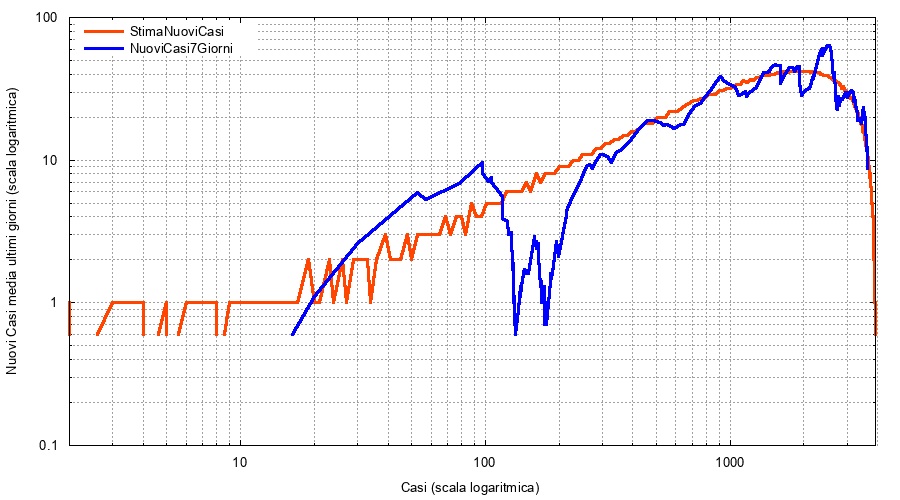 100
10
1
0.1
10
100
1000
StimaNuoviCasi
NuoviCasi7Giorni
Nuovi Casi media ultimi giorni (scala logaritmica)
Casi (scala logaritmica)